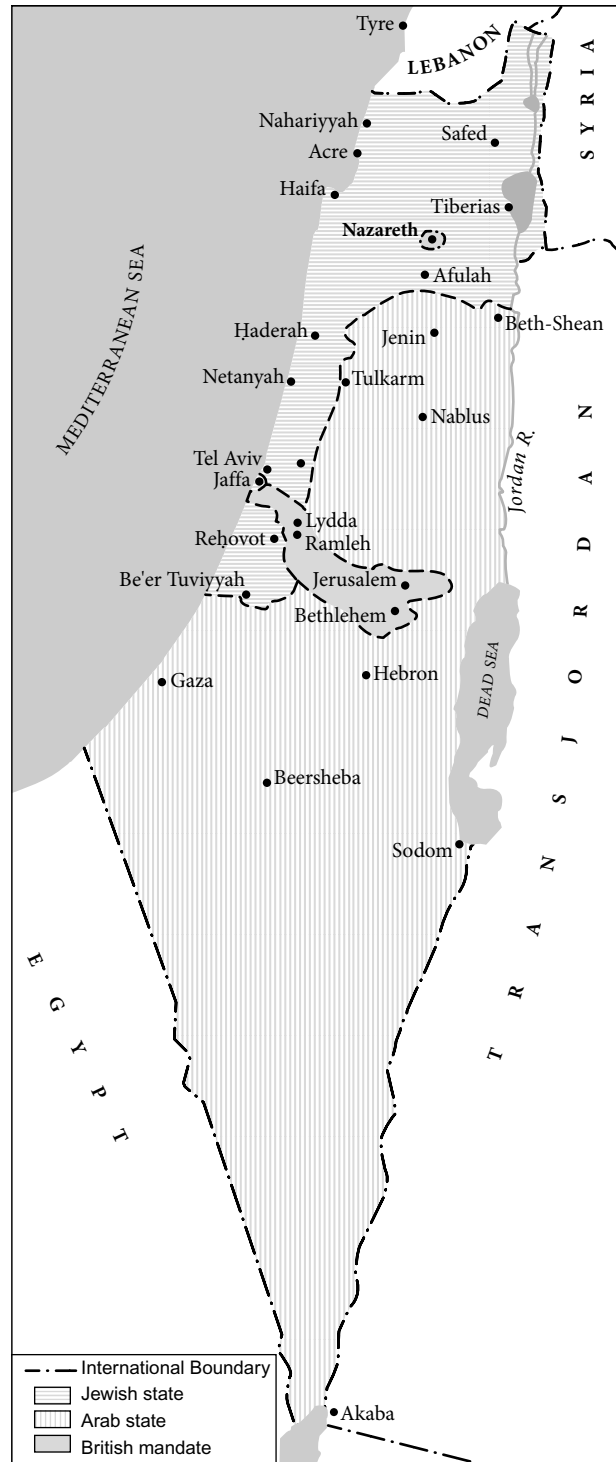 Tyre
LEBANON
SYRIA
Nahariyyah
Safed
Acre
Haifa
Tiberias
Nazareth
MEDITERRANEAN SEA
Afulah
Beth-Shean
Ḥaderah
Jenin
Netanyah
Tulkarm
Nablus
Jordan R.
TRANSJORDAN
Tel Aviv
Jaffa
Lydda
Reḥovot
Ramleh
Be'er Tuviyyah
Jerusalem
Bethlehem
Gaza
Hebron
DEAD SEA
Beersheba
Sodom
EGYPT
International Boundary
Jewish state
Arab state
British mandate
Akaba